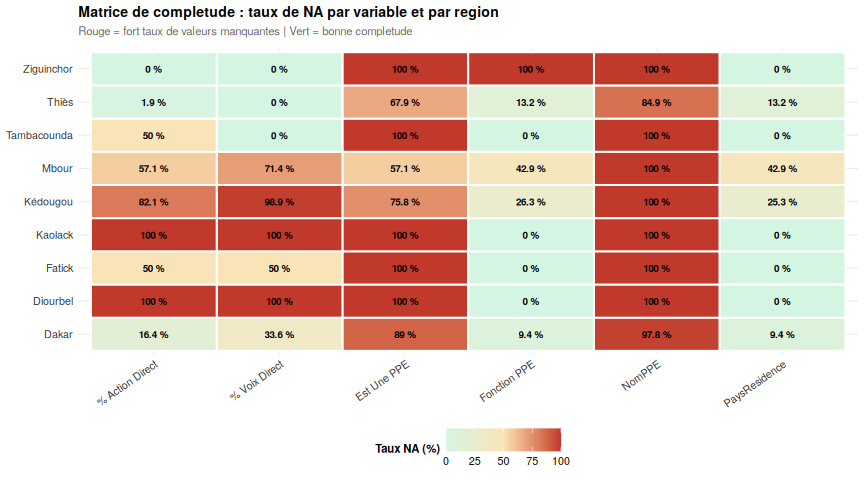 Matrice de completude : taux de NA par variable et par region
Rouge = fort taux de valeurs manquantes | Vert = bonne completude
Ziguinchor 0 % 0 % 100 % 100 % 100 % 0 %
Thiès 1.9 % 0 % 67.9 % 13.2 % 84.9 % 13.2 %
Tambacounda 50 % 0 % 100 % 0 % 100 % 0 %
Mbour 57.1 % 71.4 % 57.1 % 42.9 % 100 % 42.9 %
Kédougou 82.1 % 98.9 % 75.8 % 26.3 % 100 % 25.3 %
Kaolack 100 % 100 % 100 % 0 % 100 % 0 %
Fatick 50 % 50 % 100 % 0 % 100 % 0 %
Diourbel 100 % 100 % 100 % 0 % 100 % 0 %
Dakar 16.4 % 33.6 % 89 % 9.4 % 97.8 % 9.4 %
% Action Direct % Voix Direct Est Une PPE Fonction PPE NomPPE PaysResidence
Taux NA (%)
0 25 50 75 100